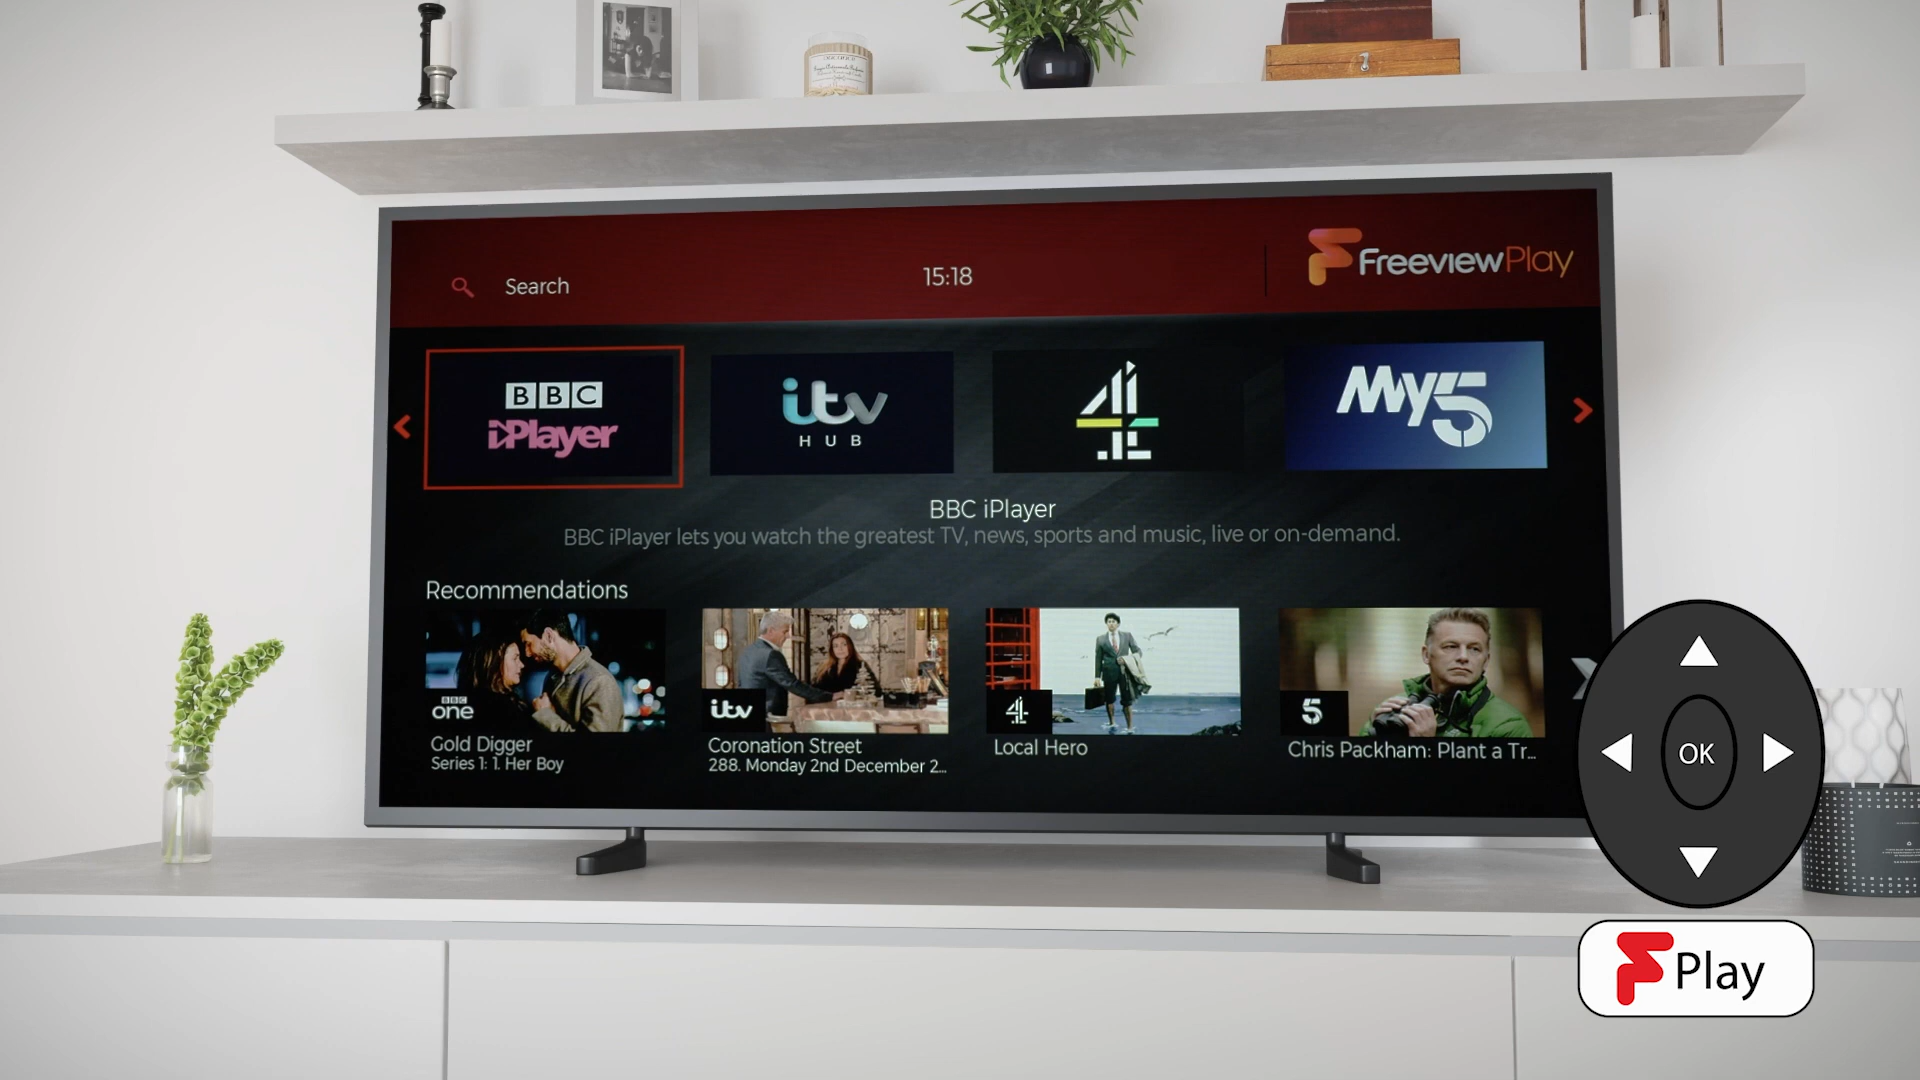 Search
15:18
FreeviewPlay
BBC
iPlayer
itv
HUB
4
My5
BBC iPlayer
BBC iPlayer lets you watch the greatest TV, news, sports and music, live or on-demand.
Recommendations
BBC
one
itv
4
5
Gold Digger
Series 1: 1. Her Boy
Coronation Street
288. Monday 2nd December 2...
Local Hero
Chris Packham: Plant a Tr...
OK
Play